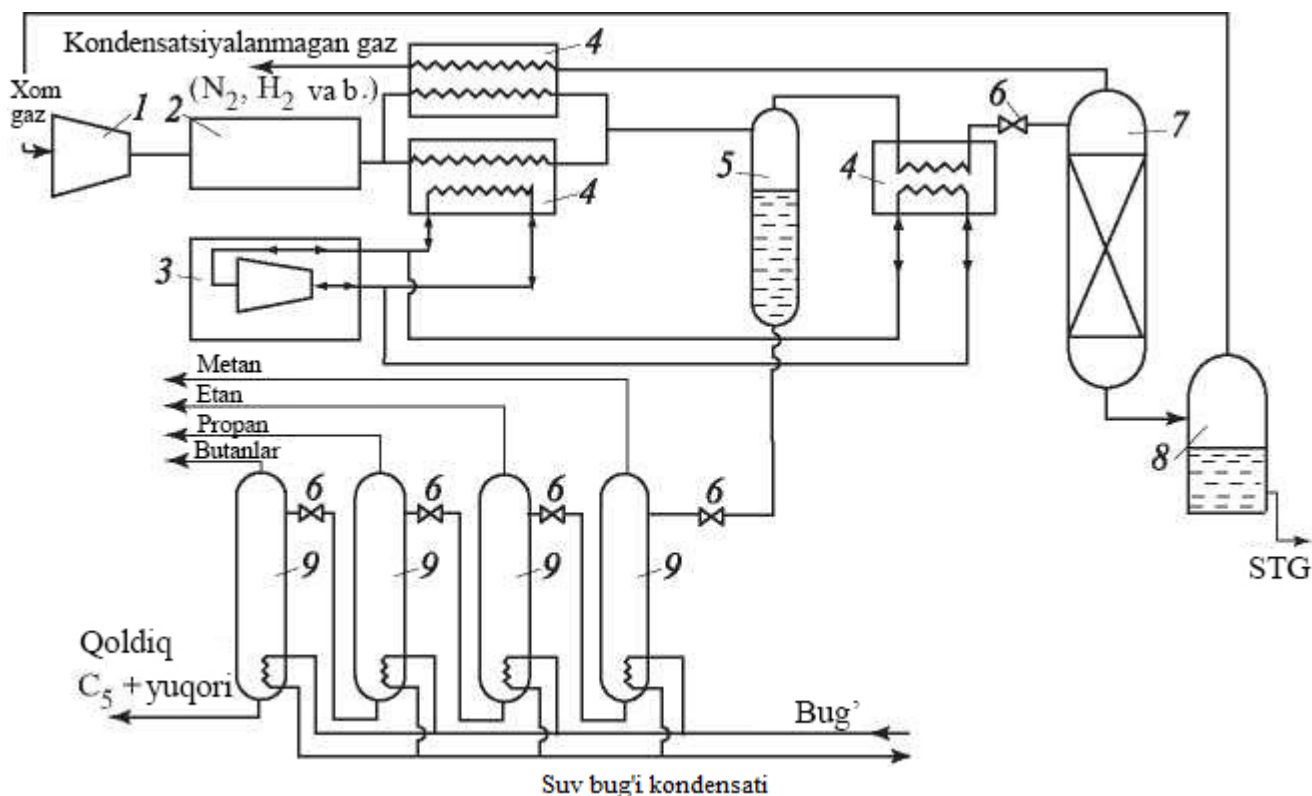 Kondensatsiyalanmagan gaz
(N2, H2 va b.)
Xom
gaz
1
2
3
4
4
4
5
6
7
8
STG
Metan
Etan
Propan
Butanlar
6
6
6
6
9
9
9
9
Qoldiq
C5 + yuqori
Bug’
Suv bug'i kondensati